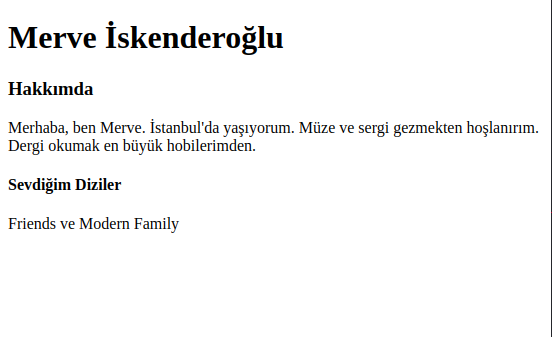 Merve İskenderoğlu
Hakkımda
Merhaba, ben Merve. İstanbul'da yaşıyorum. Müze ve sergi gezmekten hoşlanırım.
Dergi okumak en büyük hobilerimden.
Sevdiğim Diziler
Friends ve Modern Family